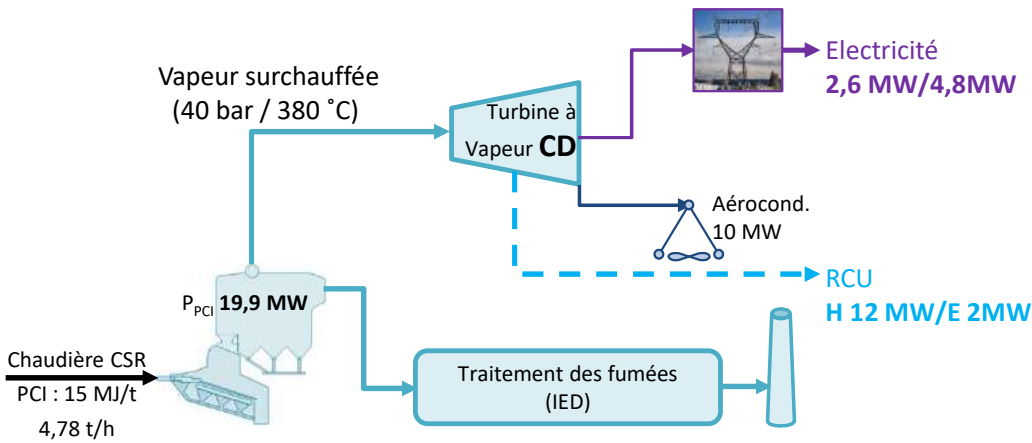 Electricité
2,6 MW/4,8MW
Vapeur surchauffée
(40 bar / 380 ˚C)
Turbine à
Vapeur CD
Aérocond.
10 MW
RCU
H 12 MW/E 2MW
PPCI 19,9 MW
Chaudière CSR
PCI : 15 MJ/t
4,78 t/h
Traitement des fumées
(IED)